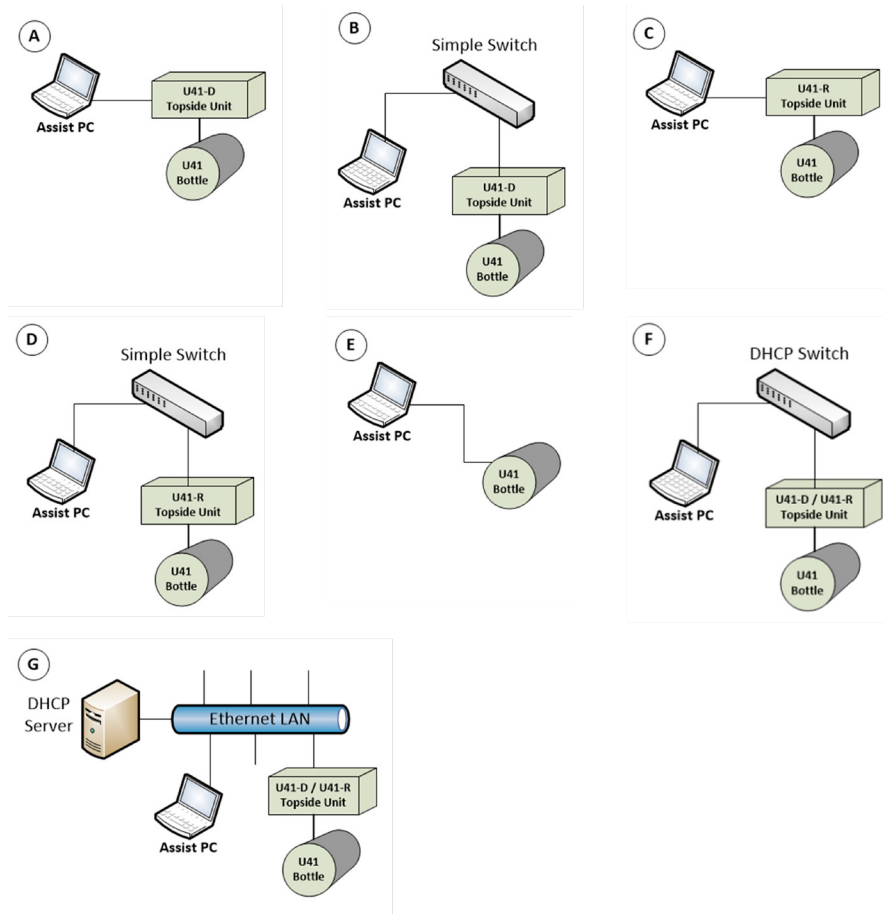 A
U41-D
Topside Unit
Assist PC
U41
Bottle
B
Simple Switch
Assist PC
U41-D
Topside Unit
U41
Bottle
C
U41-R
Topside Unit
Assist PC
U41
Bottle
D
Simple Switch
Assist PC
U41-R
Topside Unit
U41
Bottle
E
Assist PC
U41
Bottle
F
DHCP Switch
Assist PC
U41-D / U41-R
Topside Unit
U41
Bottle
G
DHCP
Server
Ethernet LAN
Assist PC
U41-D / U41-R
Topside Unit
U41
Bottle